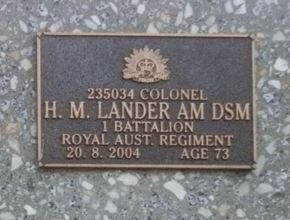 235034 COLONEL
H. M. LANDER AM DSM
1 BATTALION
ROYAL AUST. REGIMENT
20. 8. 2004 AGE 73